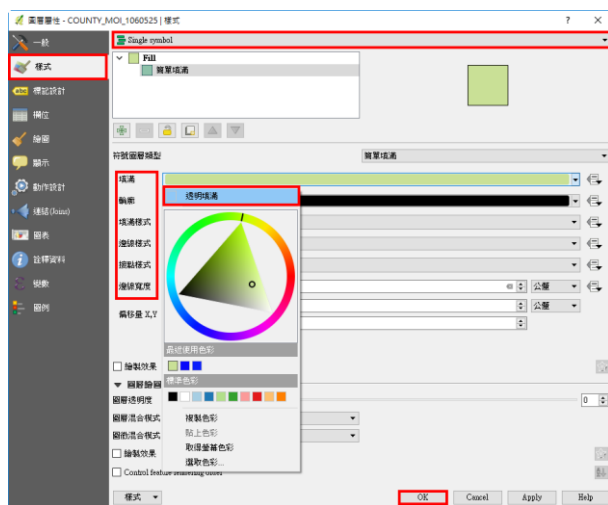 圖層屬性 - COUNTY_MOI_1060525 | 樣式
一般
樣式
標記設計
欄位
繪圖
顯示
動作設計
連結(Joins)
圖表
詮釋資料
變數
圖例
Single symbol
Fill
簡單填滿
符號圖層類型
簡單填滿
填滿
透明填滿
輪廓
填滿樣式
邊線樣式
接點樣式
邊線寬度
公釐
偏移量 X,Y
公釐
最近使用色彩
標準色彩
複製色彩
貼上色彩
取得螢幕色彩
選取色彩...
繪製效果
圖層繪圖
圖層透明度
0
圖層混合模式
圖徵混合模式
繪製效果
Control feature rendering order
樣式
OK
Cancel
Apply
Help